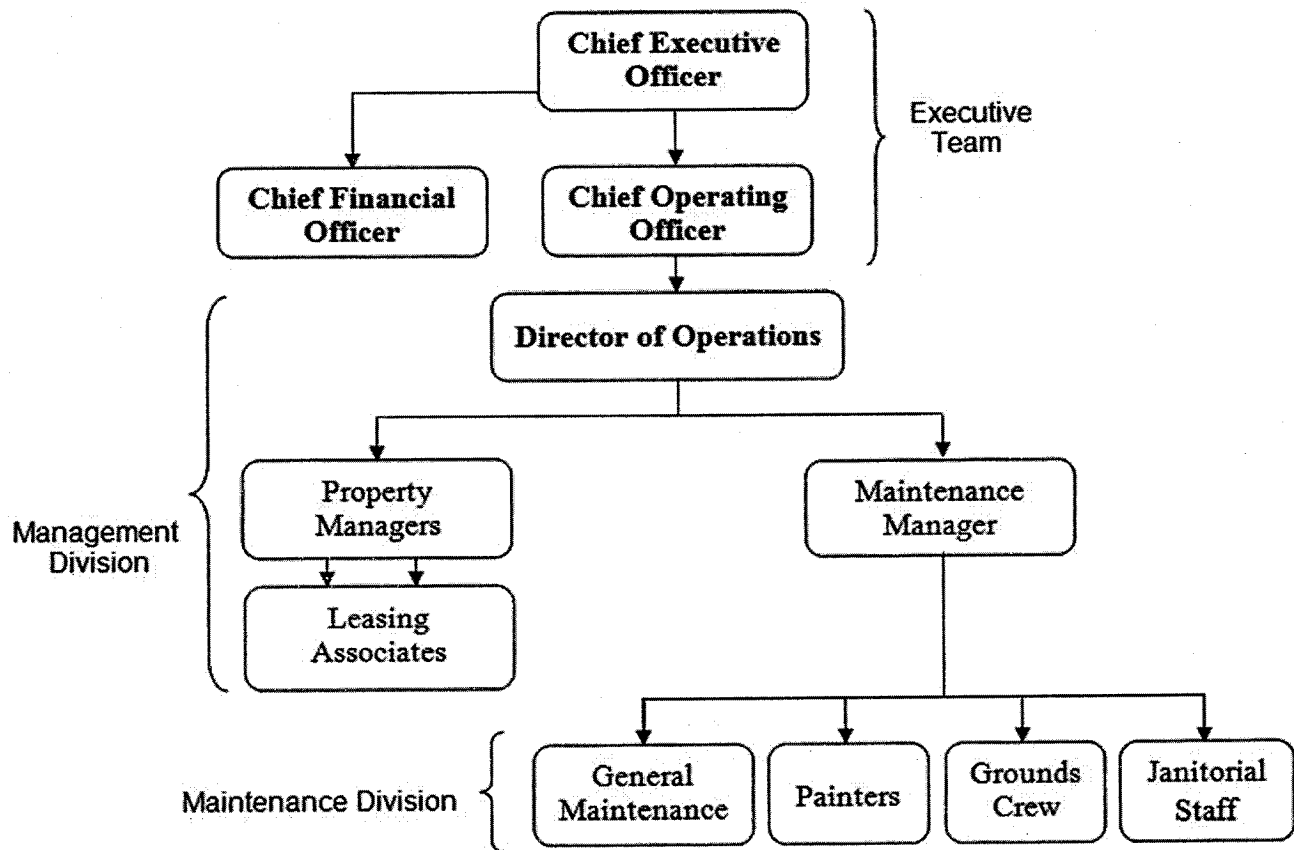 Chief Executive
Officer
Executive
Team
Chief Financial
Officer
Chief Operating
Officer
Director of Operations
Property
Managers
Maintenance
Manager
Management
Division
Leasing
Associates
Maintenance Division
General
Maintenance
Painters
Grounds
Crew
Janitorial
Staff